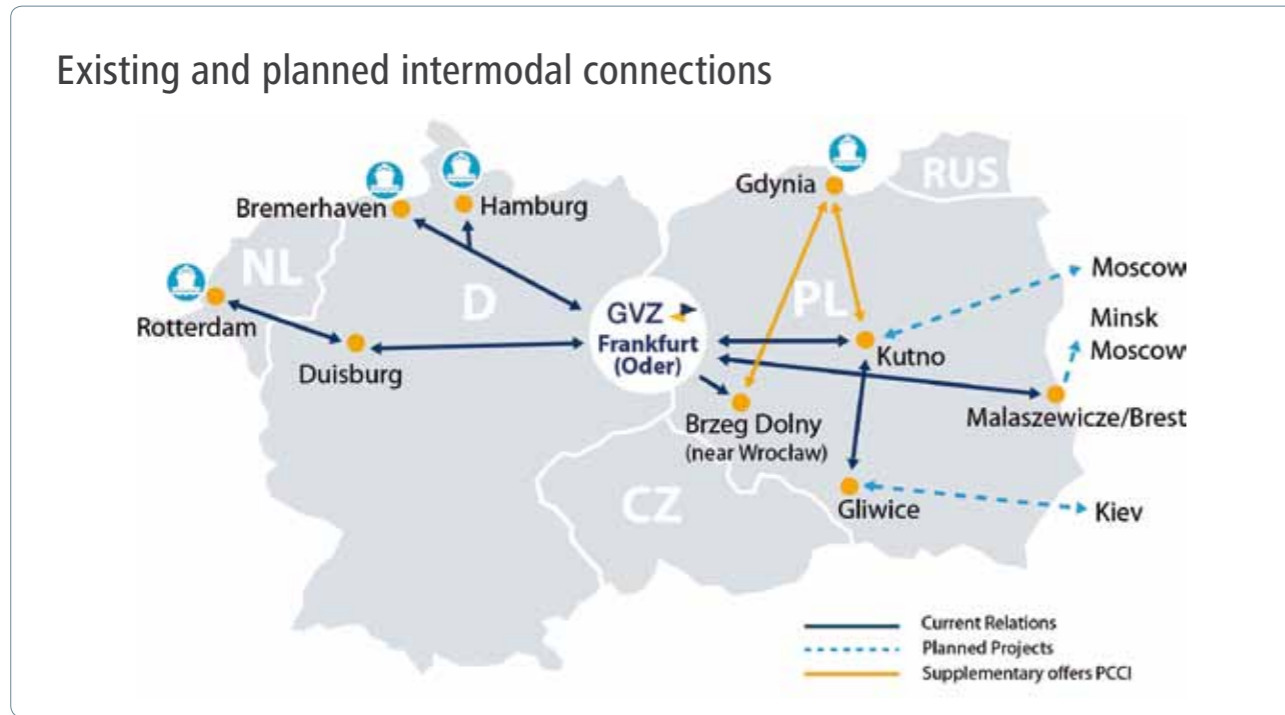 Existing and planned intermodal connections
RUS
Gdynia
Bremerhaven
Hamburg
NL
D
PL
Moscow
Rotterdam
GVZ
Frankfurt
(Oder)
Minsk
Moscow
Duisburg
Kutno
Malaszewicze/Brest
Brzeg Dolny
(near Wrocław)
CZ
Gliwice
Kiev
Current Relations
Planned Projects
Supplementary offers PCCI